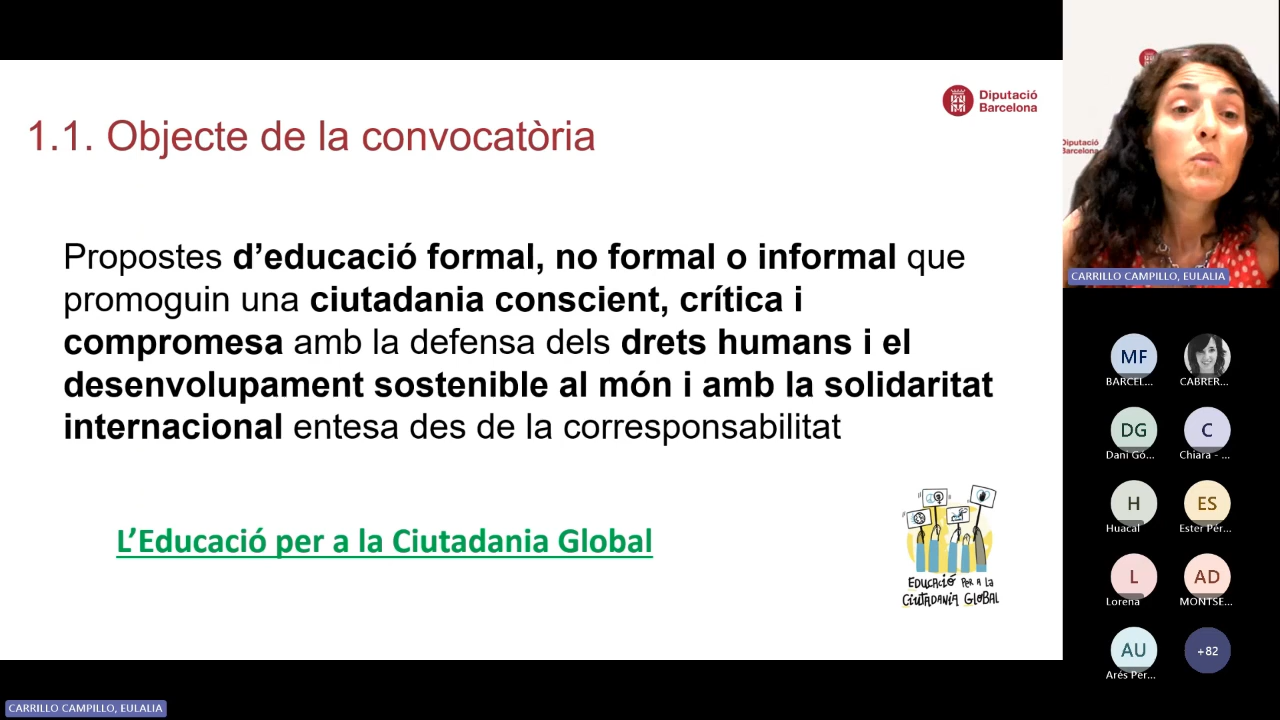 Diputació
Barcelona
1.1. Objecte de la convocatòria
Propostes d’educació formal, no formal o informal que
promoguin una ciutadania conscient, crítica i
compromesa amb la defensa dels drets humans i el
desenvolupament sostenible al món i amb la solidaritat
internacional entesa des de la corresponsabilitat
L’Educació per a la Ciutadania Global
EDUCACIÓ PER A LA
CIUTADANIA GLOBAL
Diputació
Barcelona
CARRILLO CAMPILLO, EULALIA
MF
BARCEL...
CABRER...
DG
Dani Gó...
C
Chiara - ...
H
Huacal
ES
Ester Pér...
L
Lorena
AD
MONTSE...
AU
Arés Per...
+82
CARRILLO CAMPILLO, EULALIA